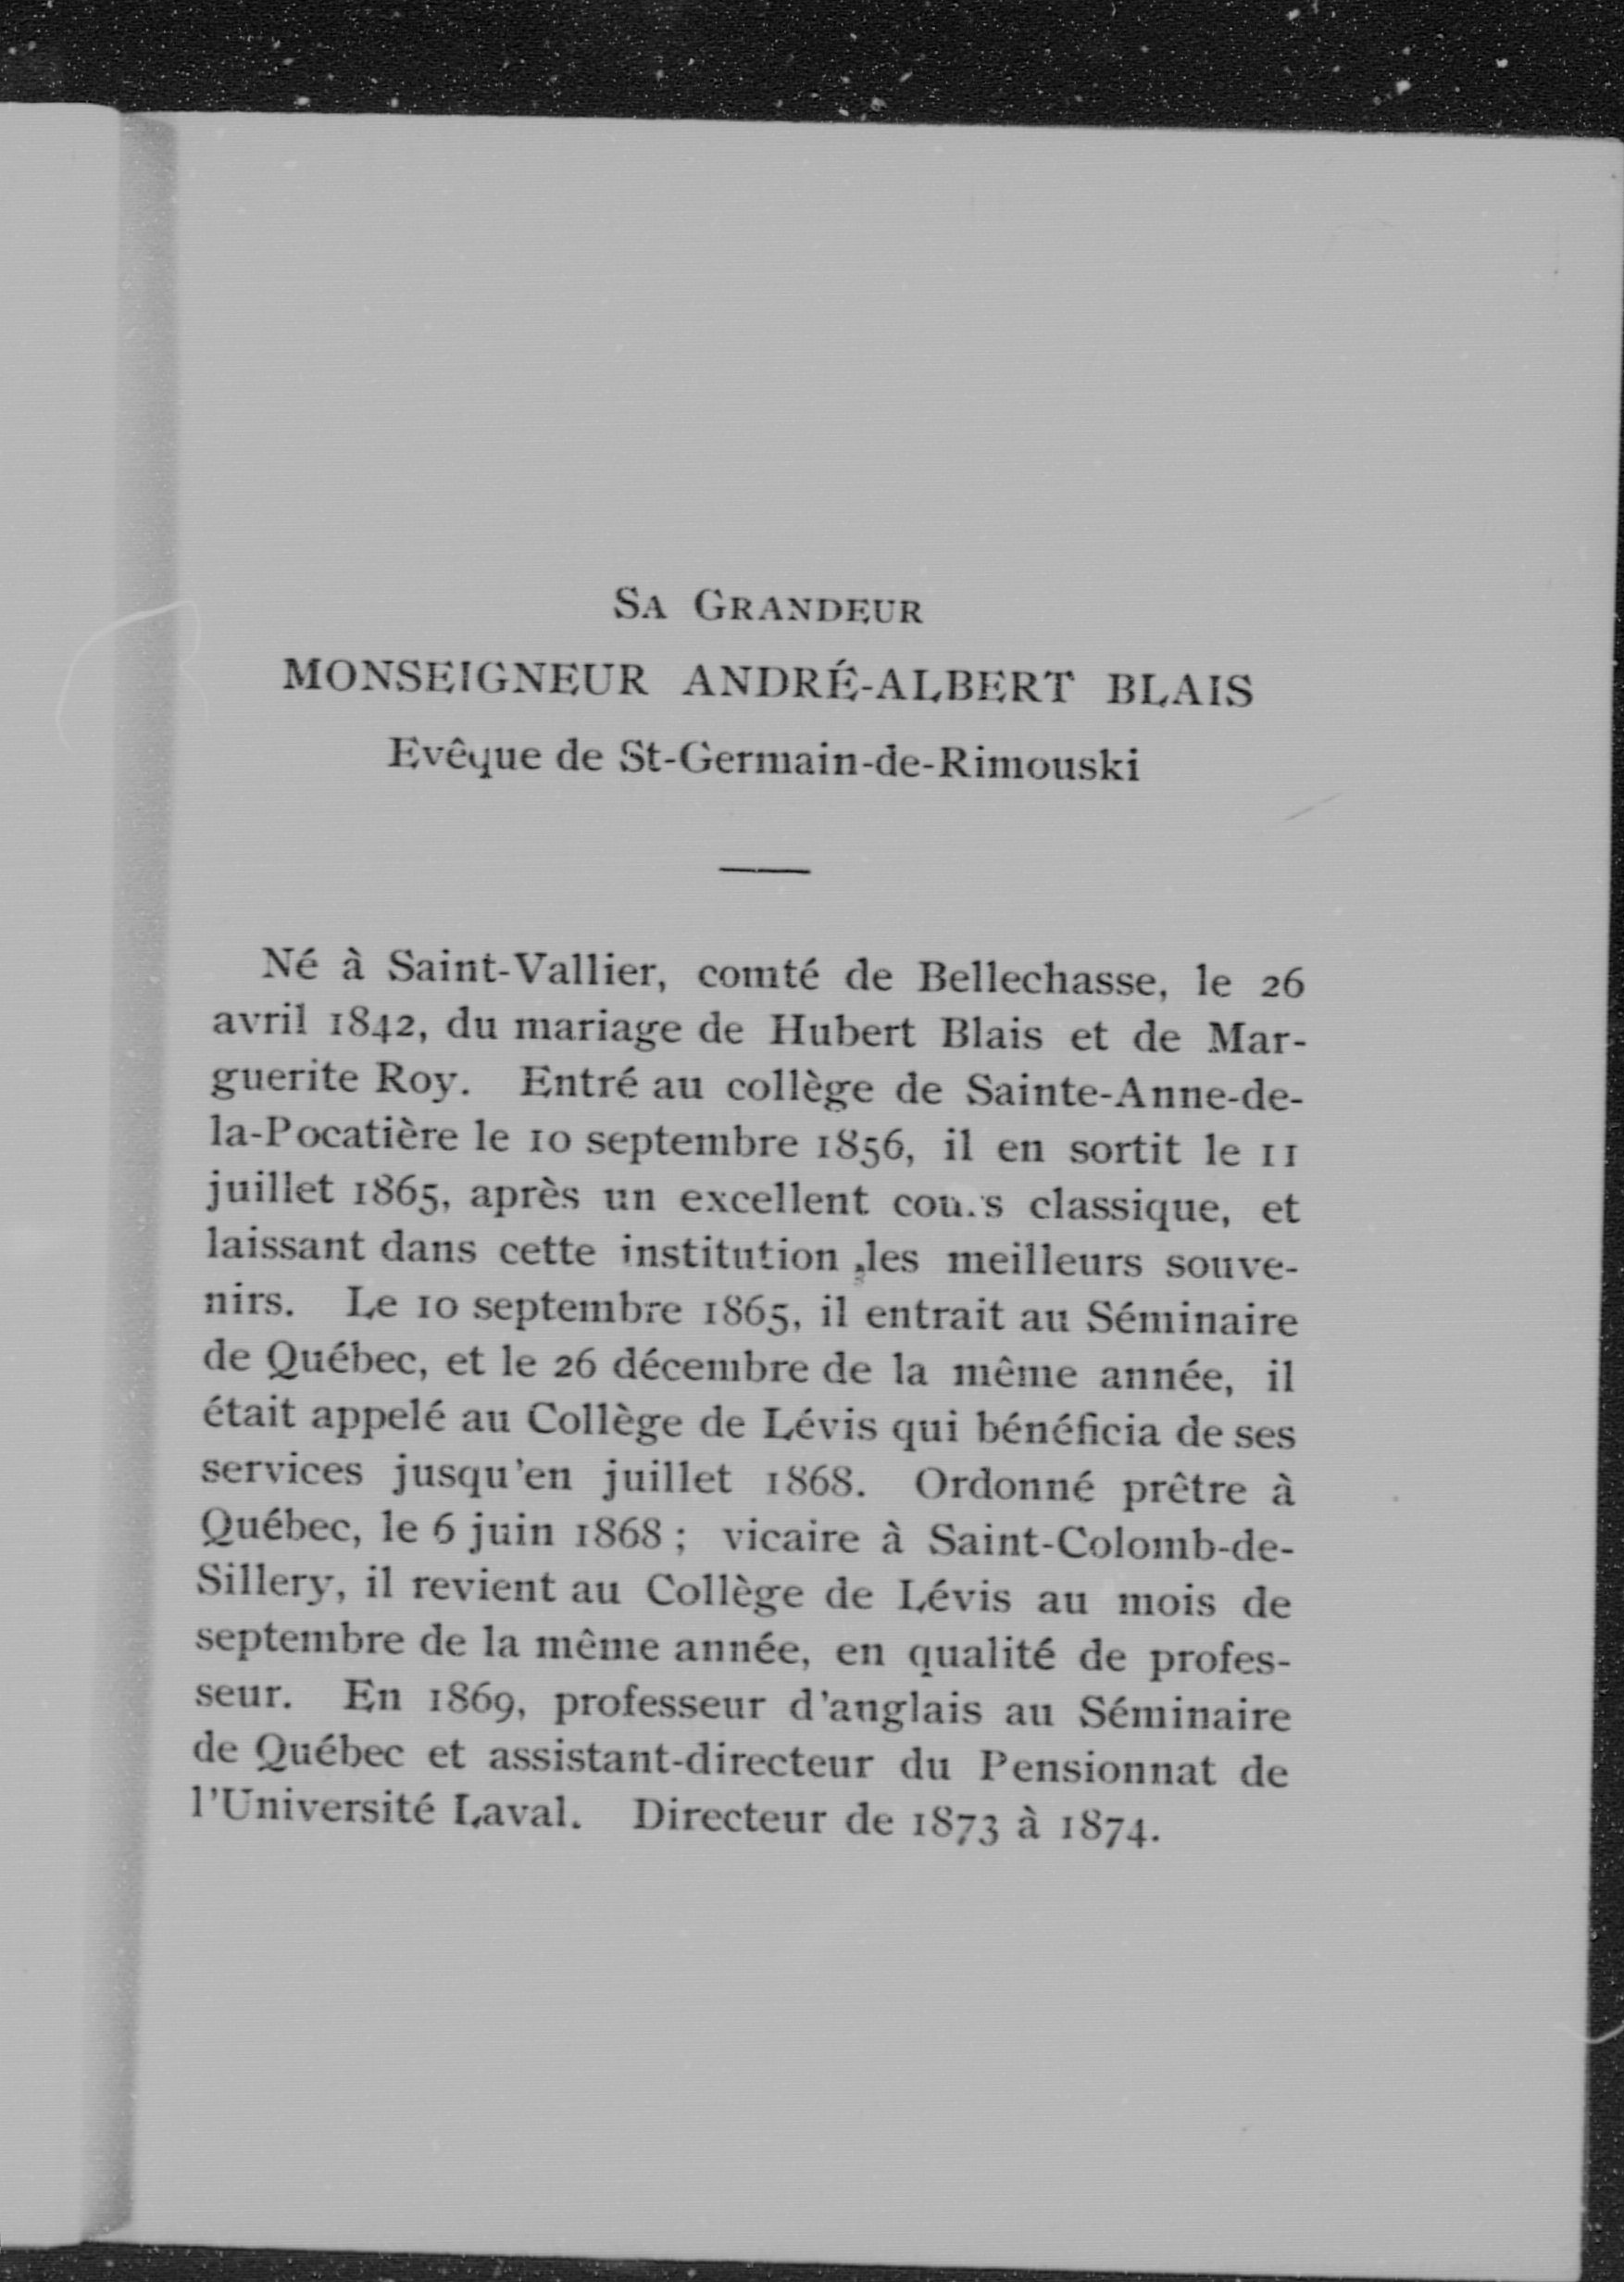 SA GRANDEUR
MONSEIGNEUR ANDRÉ-ALBERT BLAIS
Evêque de St-Germain-de-Rimouski
Né à Saint-Vallier, comté de Bellechasse, le 26
avril 1842, du mariage de Hubert Blais et de Mar-
guerite Roy. Entré au collège de Sainte-Anne-de-
la-Pocatière le 10 septembre 1856, il en sortit le 11
juillet 1865, après un excellent cours classique, et
laissant dans cette institution les meilleurs souve-
nirs. Le 10 septembre 1865, il entrait au Séminaire
de Québec, et le 26 décembre de la même année, il
était appelé au Collège de Lévis qui bénéficia de ses
services jusqu'en juillet 1868. Ordonné prêtre à
Québec, le 6 juin 1868 ; vicaire à Saint-Colomb-de-
Sillery, il revient au Collège de Lévis au mois de
septembre de la même année, en qualité de profes-
seur. En 1869, professeur d'anglais au Séminaire
de Québec et assistant-directeur du Pensionnat de
l'Université Laval. Directeur de 1873 à 1874.